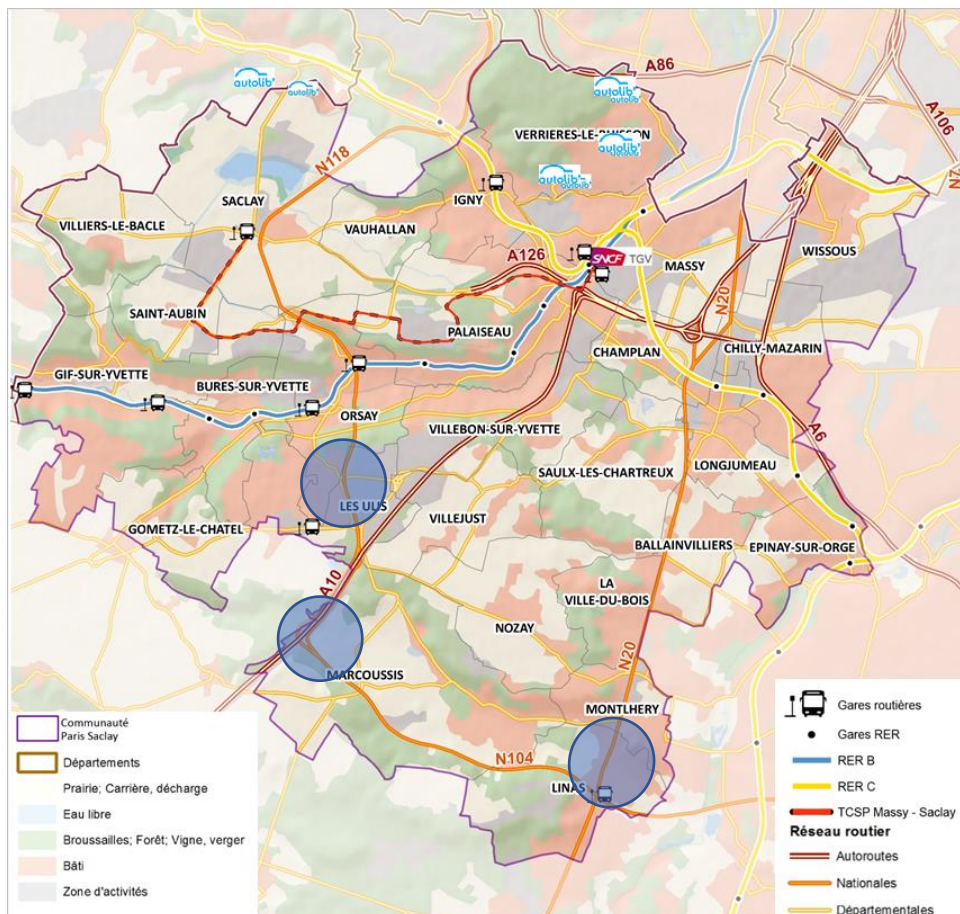 A86
autolib'
autolib'
autolib'
autolib'
A106
VERRIERES-LE-BUISSON
autolib'
autolib'
N118
N7
autolib'
autolib'
SACLAY
IGNY
VILLIERS-LE-BACLE
VAUHALLAN
A126
SNCF TGV
MASSY
WISSOUS
SAINT-AUBIN
N20
PALAISEAU
CHAMPLAN
CHILLY-MAZARIN
GIF-SUR-YVETTE
BURES-SUR-YVETTE
ORSAY
A6
VILLEBON-SUR-YVETTE
SAULX-LES-CHARTREUX
LONGJUMEAU
LES ULIS
VILLEJUST
GOMETZ-LE-CHATEL
BALLAINVILLIERS
EPINAY-SUR-ORGE
A10
LA
VILLE-DU-BOIS
NOZAY
N20
MARCOUSSIS
MONTLHERY
N104
LINAS
Communauté
Paris Saclay
Départements
Prairie; Carrière, décharge
Eau libre
Broussailles; Forêt; Vigne, verger
Bâti
Zone d'activités
Gares routières
Gares RER
RER B
RER C
TCSP Massy - Saclay
Réseau routier
Autoroutes
Nationales
Départementales